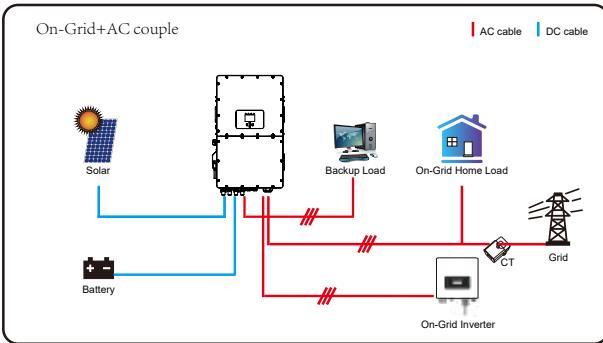 On-Grid+AC couple
AC cable
DC cable
Solar
Backup Load
On-Grid Home Load
CT
Grid
Battery
On-Grid Inverter